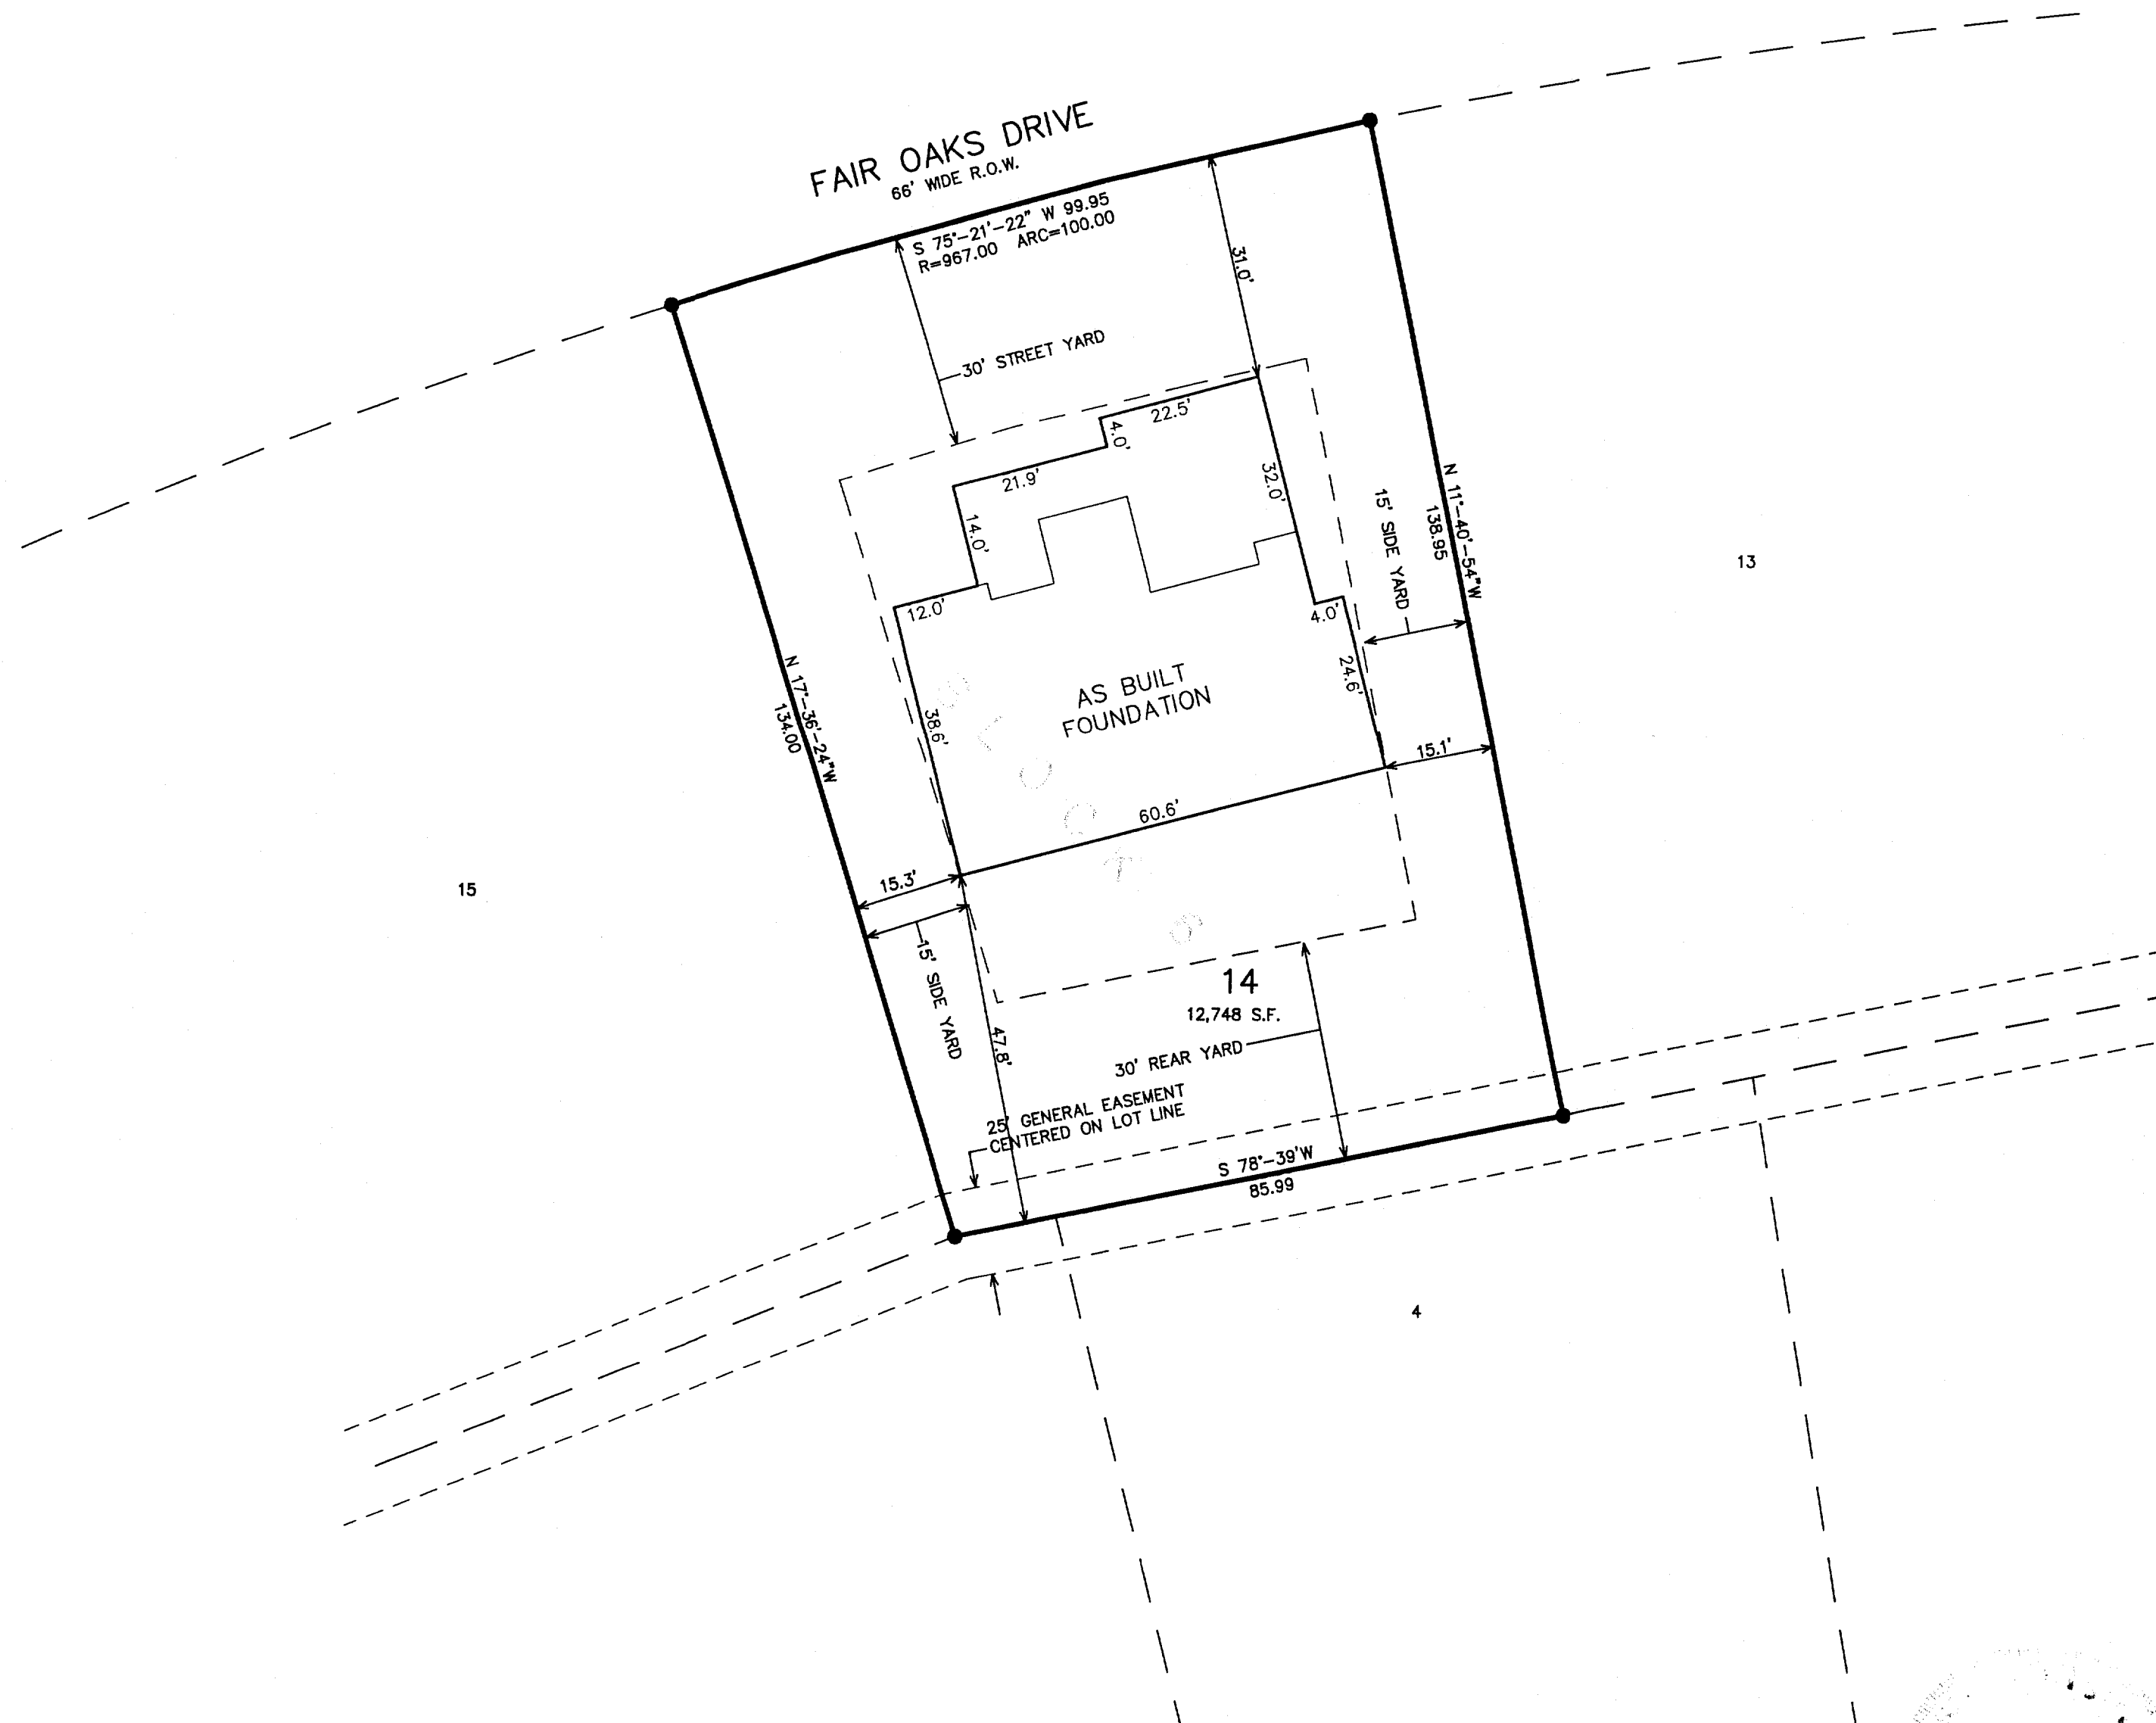 FAIR OAKS DRIVE
66' WIDE R.O.W.
S 75°-21'-22" W 99.95
R=967.00 ARC=100.00
31.0'
30' STREET YARD
22.5'
4.0'
21.9'
14.0'
32.0'
N 11°-40'-54"W
138.95
15' SIDE YARD
13
12.0'
4.0'
24.6'
N 17°-36'-24"W
134.00
38.6'
AS BUILT
FOUNDATION
15.1'
60.6'
15.3'
15
15' SIDE YARD
14
12,748 S.F.
47.8'
30' REAR YARD
25' GENERAL EASEMENT
CENTERED ON LOT LINE
S 78°-39'W
85.99
4